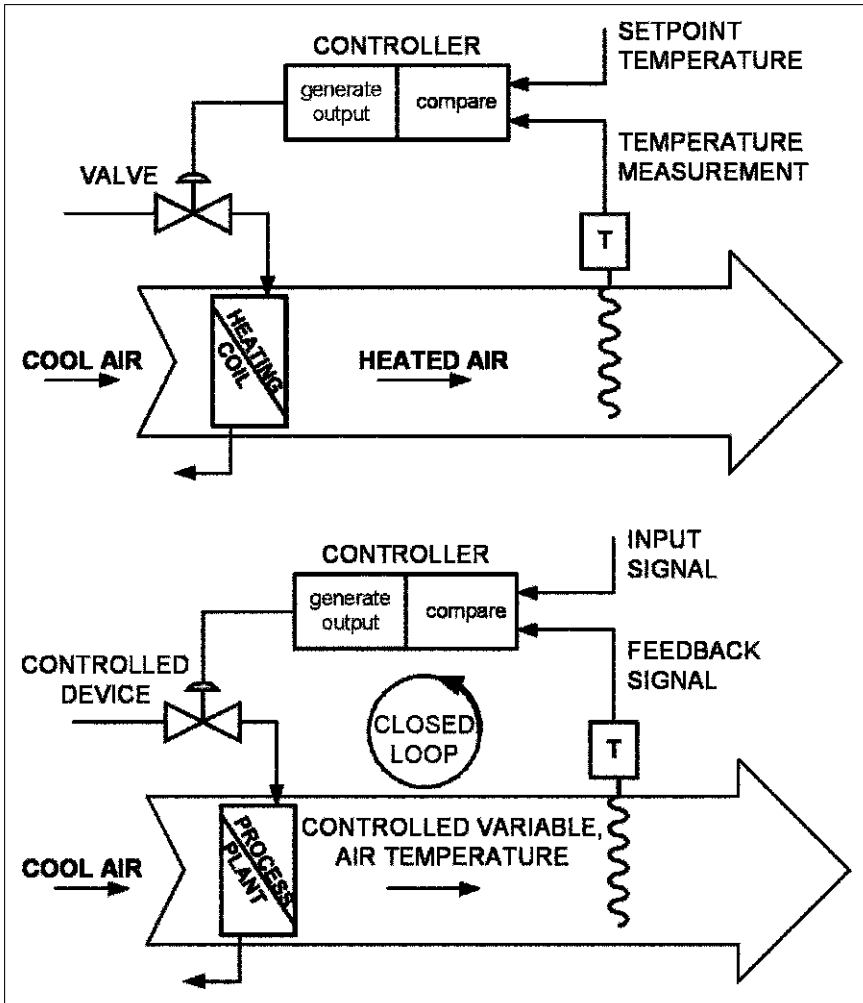 CONTROLLER
SETPOINT
TEMPERATURE
generate
output
compare
TEMPERATURE
MEASUREMENT
VALVE
T
COOL AIR
HEATING
COIL
HEATED AIR
CONTROLLER
INPUT
SIGNAL
generate
output
compare
FEEDBACK
SIGNAL
CONTROLLED
DEVICE
CLOSED
LOOP
T
COOL AIR
PROCESS
PLANT
CONTROLLED VARIABLE,
AIR TEMPERATURE